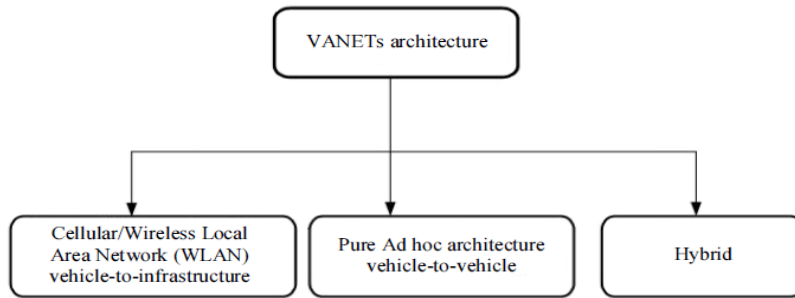 VANETs architecture
Cellular/Wireless Local
Area Network (WLAN)
vehicle-to-infrastructure
Pure Ad hoc architecture
vehicle-to-vehicle
Hybrid